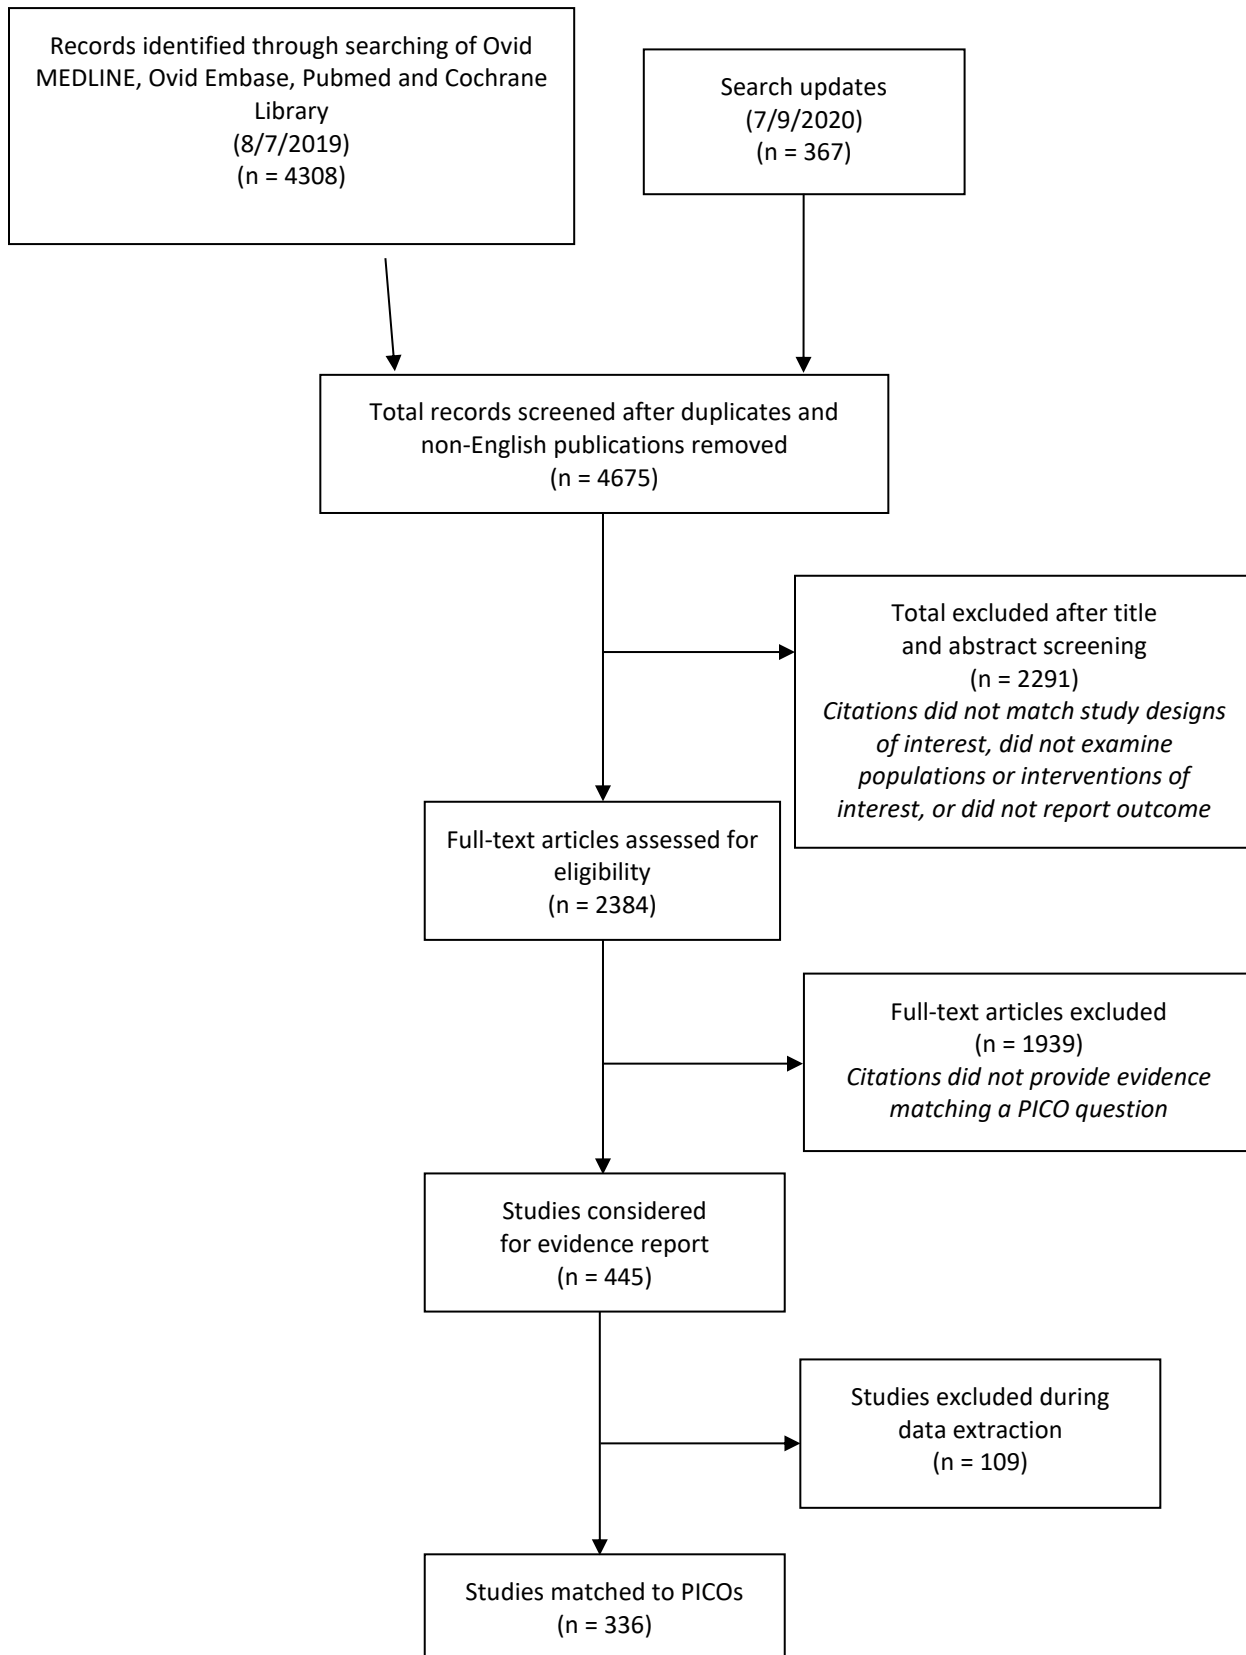 Records identified through searching of Ovid
MEDLINE, Ovid Embase, Pubmed and Cochrane
Library
(8/7/2019)
(n = 4308)
Search updates
(7/9/2020)
(n = 367)
Total records screened after duplicates and
non-English publications removed
(n = 4675)
Total excluded after title
and abstract screening
(n = 2291)
Citations did not match study designs
of interest, did not examine
populations or interventions of
interest, or did not report outcome
Full-text articles assessed for
eligibility
(n = 2384)
Full-text articles excluded
(n = 1939)
Citations did not provide evidence
matching a PICO question
Studies considered
for evidence report
(n = 445)
Studies excluded during
data extraction
(n = 109)
Studies matched to PICOs
(n = 336)